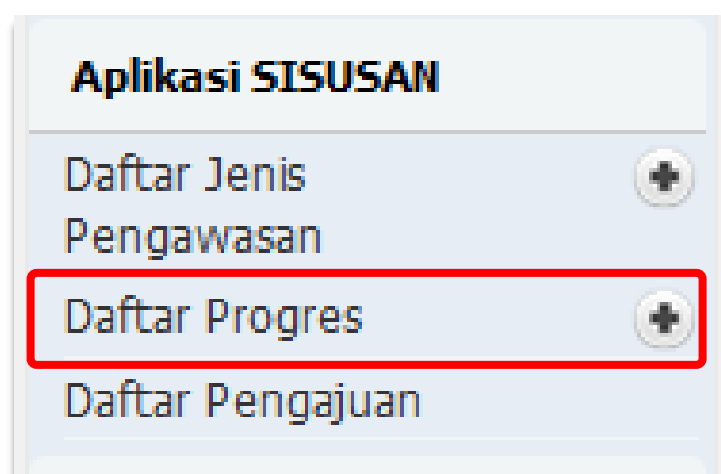 Aplikasi SISUSAN
Daftar Jenis
Pengawasan
Daftar Progres
Daftar Pengajuan